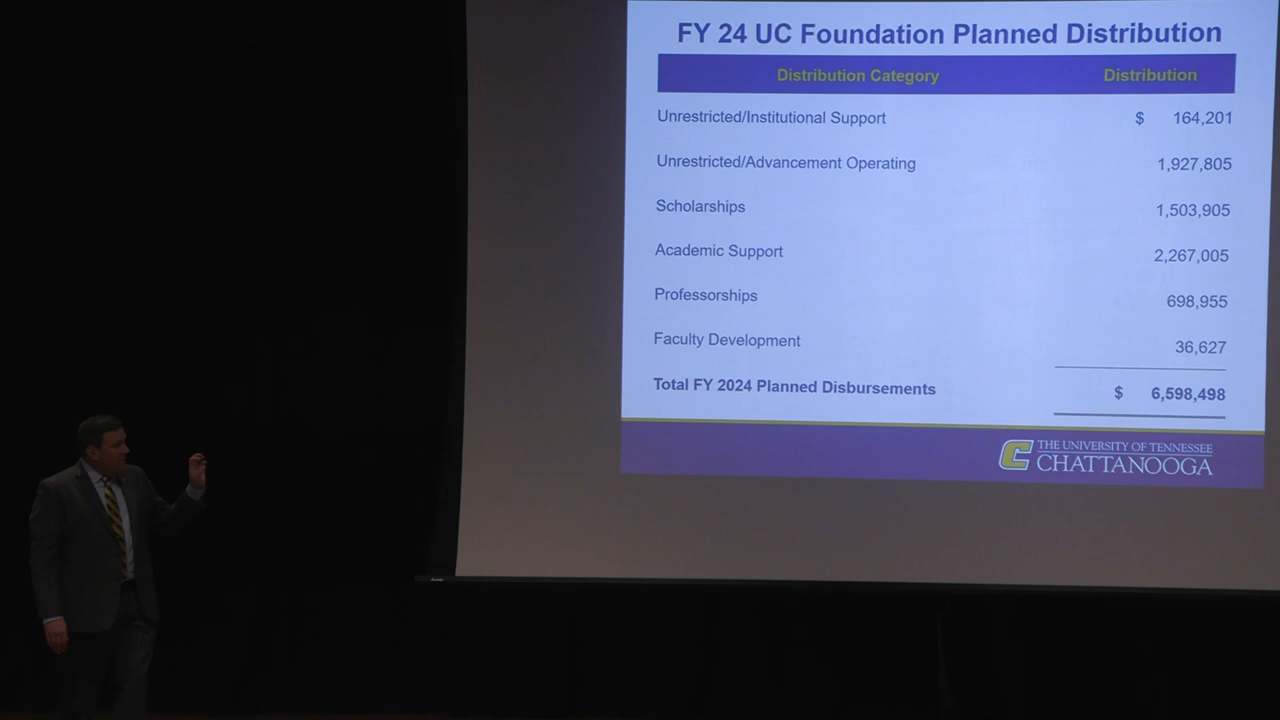 FY 24 UC Foundation Planned Distribution
Distribution Category Distribution
Unrestricted/Institutional Support $ 164,201
Unrestricted/Advancement Operating 1,927,805
Scholarships 1,503,905
Academic Support 2,267,005
Professorships 698,955
Faculty Development 36,627
Total FY 2024 Planned Disbursements $ 6,598,498
C THE UNIVERSITY OF TENNESSEE
CHATTANOOGA